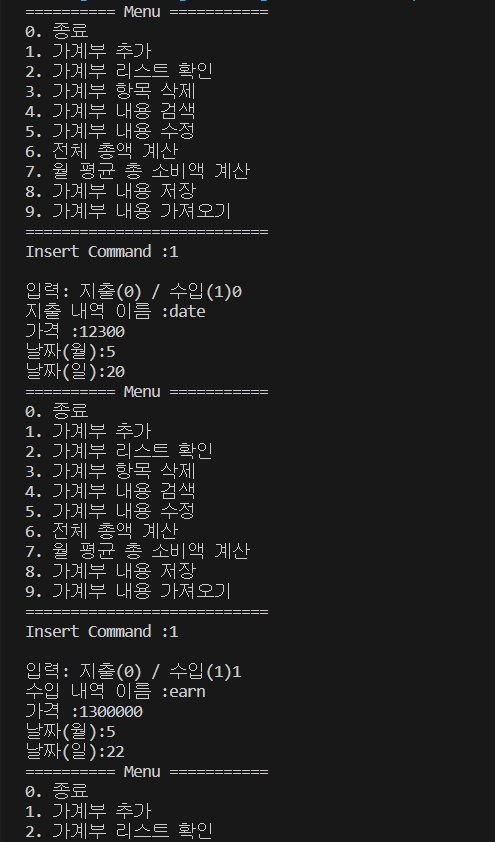 ========== Menu ===========
0. 종료
1. 가계부 추가
2. 가계부 리스트 확인
3. 가계부 항목 삭제
4. 가계부 내용 검색
5. 가계부 내용 수정
6. 전체 총액 계산
7. 월 평균 총 소비액 계산
8. 가계부 내용 저장
9. 가계부 내용 가져오기
===========================
Insert Command :1
입력: 지출(0) / 수입(1)0
지출 내역 이름 :date
가격 :12300
날짜(월):5
날짜(일):20
========== Menu ===========
0. 종료
1. 가계부 추가
2. 가계부 리스트 확인
3. 가계부 항목 삭제
4. 가계부 내용 검색
5. 가계부 내용 수정
6. 전체 총액 계산
7. 월 평균 총 소비액 계산
8. 가계부 내용 저장
9. 가계부 내용 가져오기
===========================
Insert Command :1
입력: 지출(0) / 수입(1)1
수입 내역 이름 :earn
가격 :1300000
날짜(월):5
날짜(일):22
========== Menu ===========
0. 종료
1. 가계부 추가
2. 가계부 리스트 확인